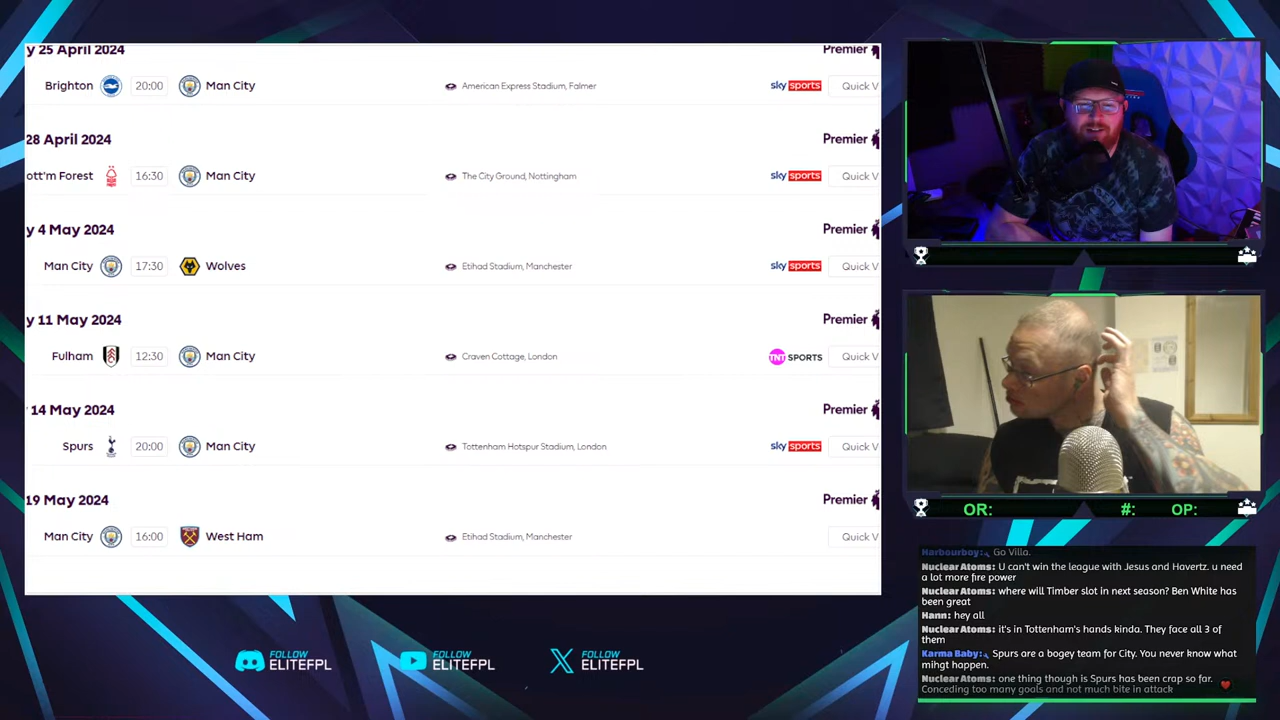 y 25 April 2024
Premier
Brighton 20:00 Man City
American Express Stadium, Falmer
sky sports
Quick V
28 April 2024
Premier
ott'm Forest 16:30 Man City
The City Ground, Nottingham
sky sports
Quick V
y 4 May 2024
Premier
Man City 17:30 Wolves
Etihad Stadium, Manchester
sky sports
Quick V
y 11 May 2024
Premier
Fulham 12:30 Man City
Craven Cottage, London
TNT SPORTS
Quick V
14 May 2024
Premier
Spurs 20:00 Man City
Tottenham Hotspur Stadium, London
sky sports
Quick V
19 May 2024
Premier
Man City 16:00 West Ham
Etihad Stadium, Manchester
Quick V
FOLLOW
ELITEFPL
FOLLOW
ELITEFPL
FOLLOW
ELITEFPL
OR: #: OP:
Harbourboy: Go Villa.
Nuclear Atoms: U can't win the league with Jesus and Havertz. u need
a lot more fire power
Nuclear Atoms: where will Timber slot in next season? Ben White has
been great
Hann: hey all
Nuclear Atoms: it's in Tottenham's hands kinda. They face all 3 of
them
Karma Baby: Spurs are a bogey team for City. You never know what
mihgt happen.
Nuclear Atoms: one thing though is Spurs has been crap so far.
Conceding too many goals and not much bite in attack